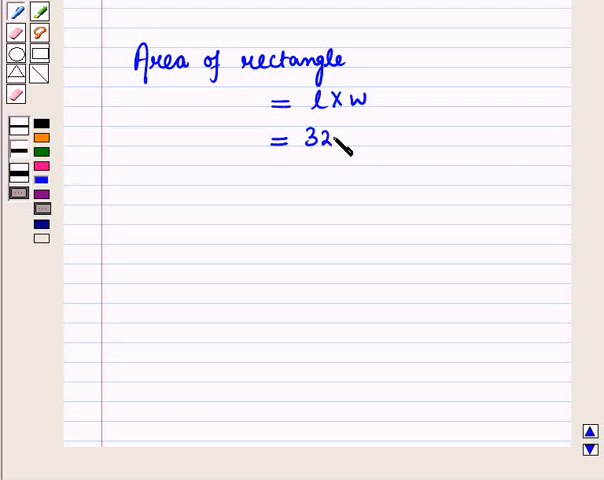 Area of rectangle
= l × w
= 32